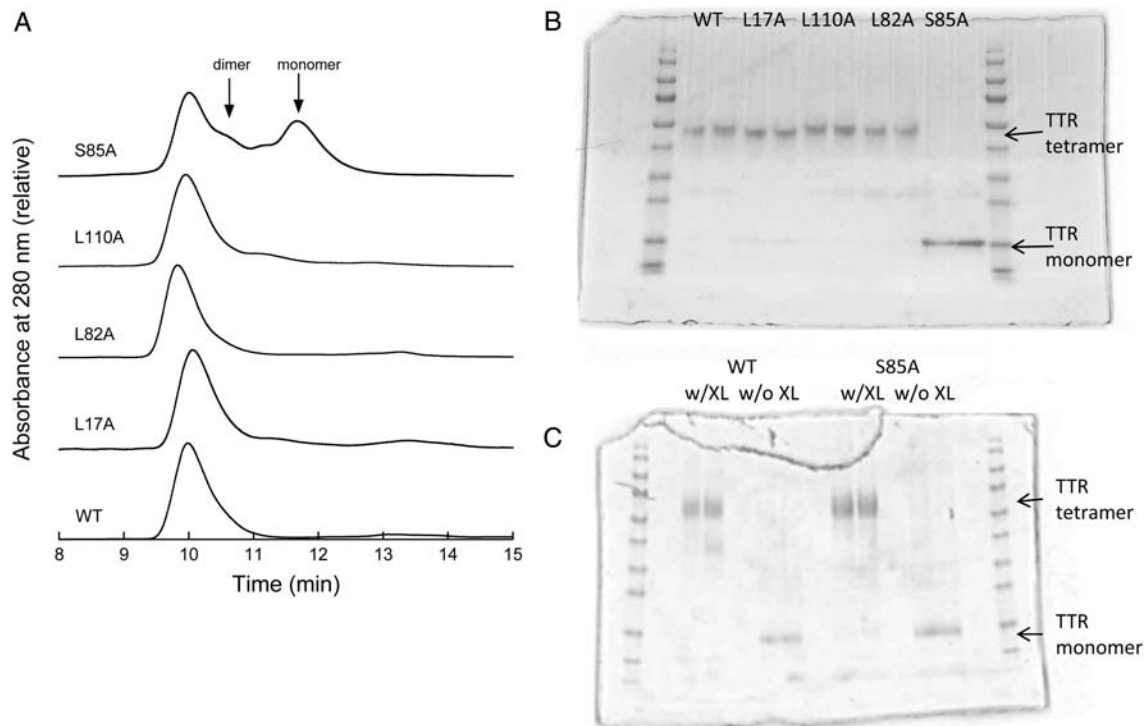 A
dimer
monomer
S85A
L110A
L82A
L17A
WT
Absorbance at 280 nm (relative)
8 9 10 11 12 13 14 15
Time (min)
B
WT L17A L110A L82A S85A
TTR
tetramer
TTR
monomer
C
WT S85A
w/XL w/o XL w/XL w/o XL
TTR
tetramer
TTR
monomer